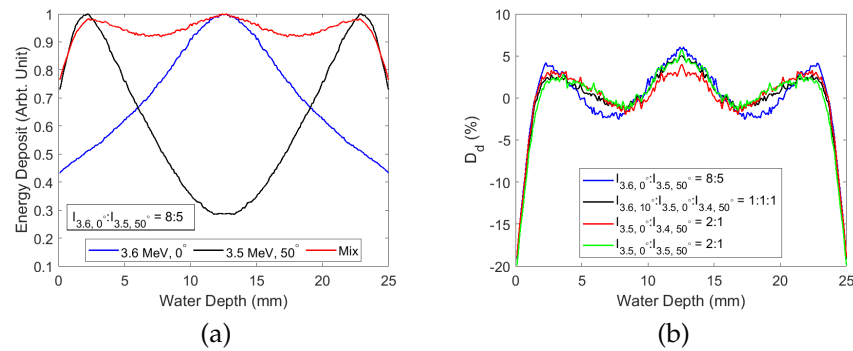 1
0.9
0.8
0.7
0.6
0.5
0.4
0.3
0.2
0.1
Energy Deposit (Arbt. Unit)
I3.6, 0°:I3.5, 50° = 8:5
3.6 MeV, 0° 3.5 MeV, 50° Mix
0 5 10 15 20 25
Water Depth (mm)
(a)
10
5
0
-5
-10
-15
-20
Dd (%)
I3.6, 0°:I3.5, 50° = 8:5
I3.6, 10°:I3.5, 0°:I3.4, 50° = 1:1:1
I3.5, 0°:I3.4, 50° = 2:1
I3.5, 0°:I3.5, 50° = 2:1
0 5 10 15 20 25
Water Depth (mm)
(b)